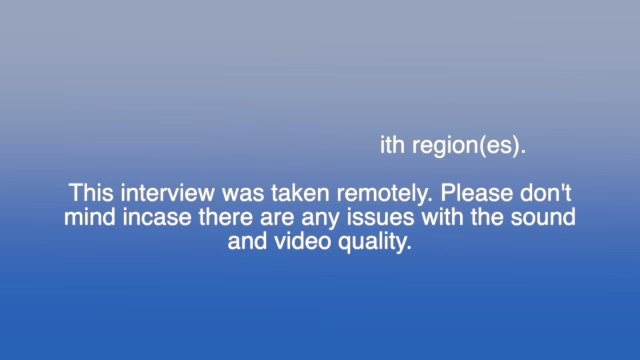 ith region(es).
This interview was taken remotely. Please don't
mind incase there are any issues with the sound
and video quality.